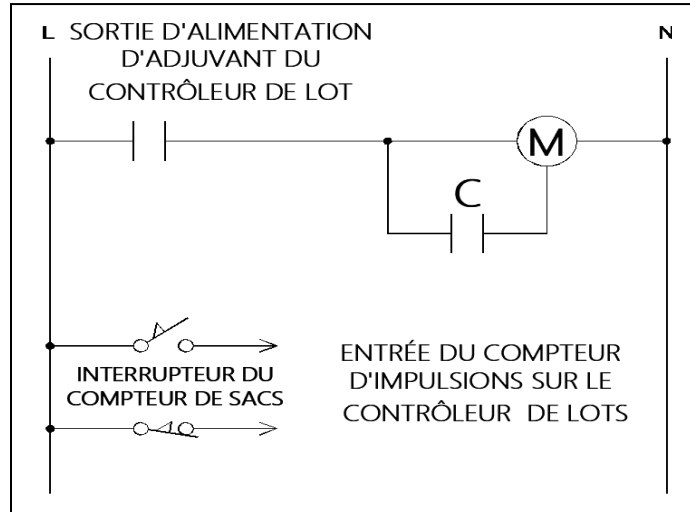 L SORTIE D'ALIMENTATION N
D'ADJUVANT DU
CONTRÔLEUR DE LOT
M
C
INTERRUPTEUR DU
COMPTEUR DE SACS
ENTRÉE DU COMPTEUR
D'IMPULSIONS SUR LE
CONTRÔLEUR DE LOTS